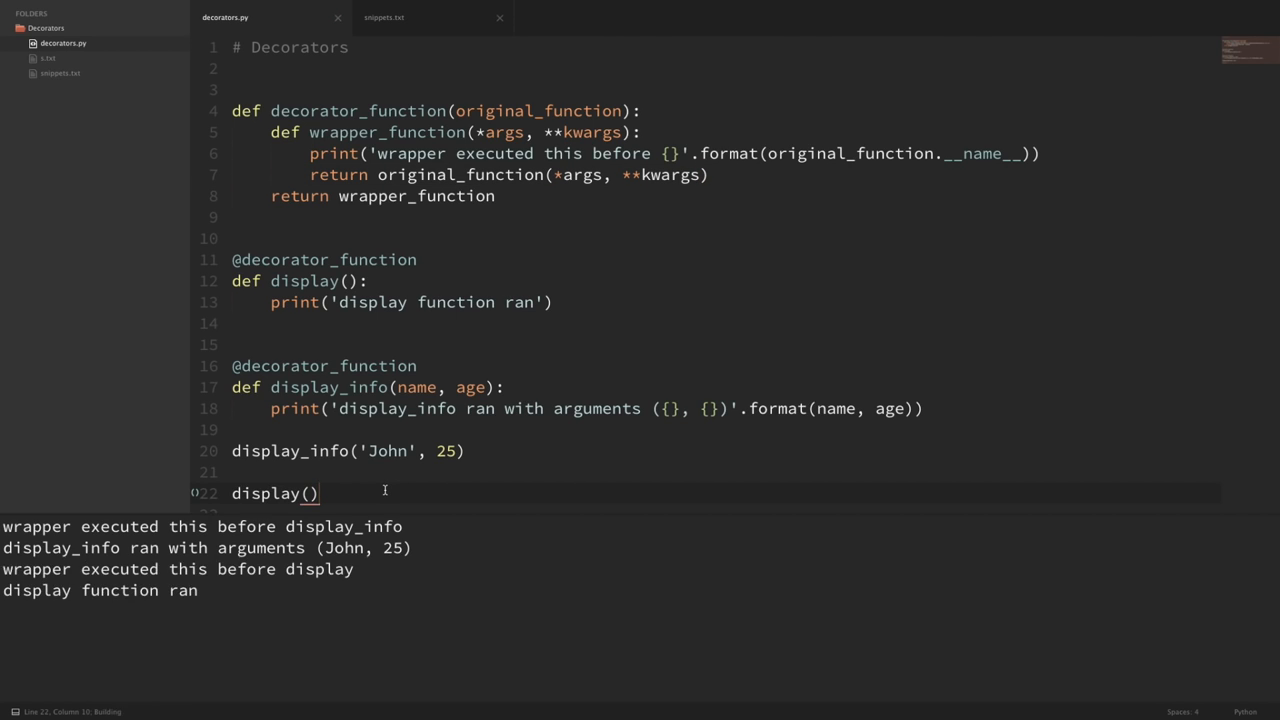 FOLDERS
Decorators
decorators.py
s.txt
snippets.txt
decorators.py
snippets.txt
1 # Decorators
2
3
4 def decorator_function(original_function):
5     def wrapper_function(*args, **kwargs):
6         print('wrapper executed this before {}'.format(original_function.__name__))
7         return original_function(*args, **kwargs)
8     return wrapper_function
9
10
11 @decorator_function
12 def display():
13     print('display function ran')
14
15
16 @decorator_function
17 def display_info(name, age):
18     print('display_info ran with arguments ({}, {})'.format(name, age))
19
20 display_info('John', 25)
21
22 display()
wrapper executed this before display_info
display_info ran with arguments (John, 25)
wrapper executed this before display
display function ran
Line 22, Column 10; Building
Spaces: 4
Python